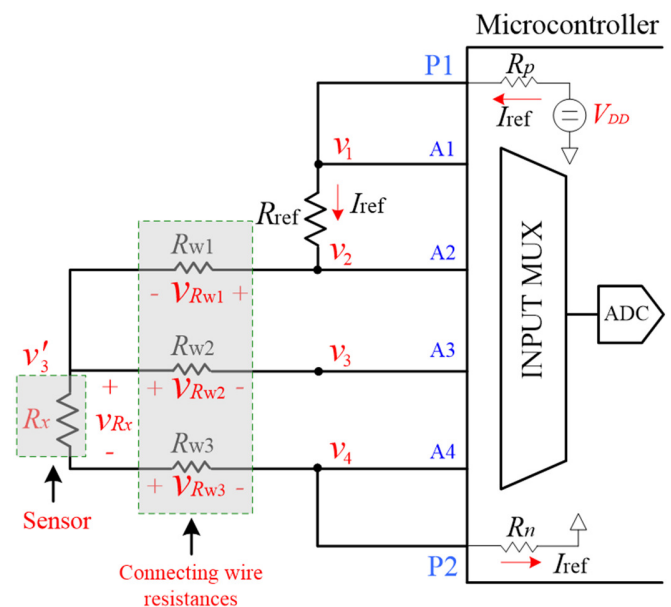 Microcontroller
P1
Rp
Iref
VDD
v1
A1
Rref
Iref
INPUT MUX
ADC
Rw1
v2
A2
- vRw1 +
v3′
Rw2
v3
A3
Rx
+
vRx
-
+ vRw2 -
Rw3
v4
A4
+ vRw3 -
Sensor
Rn
Iref
P2
Connecting wire
resistances